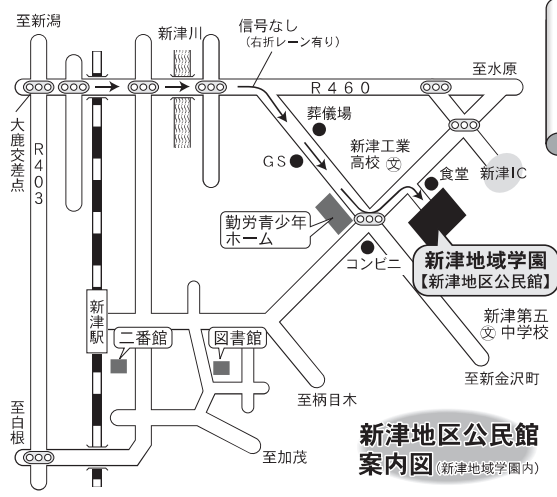 至新潟
新津川
信号なし
（右折レーン有り）
R460
至水原
大鹿交差点
R403
葬儀場
GS
新津工業
高校 文
食堂
新津IC
勤労青少年
ホーム
コンビニ
新津地域学園
【新津地区公民館】
新津駅
二番館
図書館
新津第五
文 中学校
至新金沢町
至柄目木
至白根
至加茂
新津地区公民館
案内図（新津地域学園内）